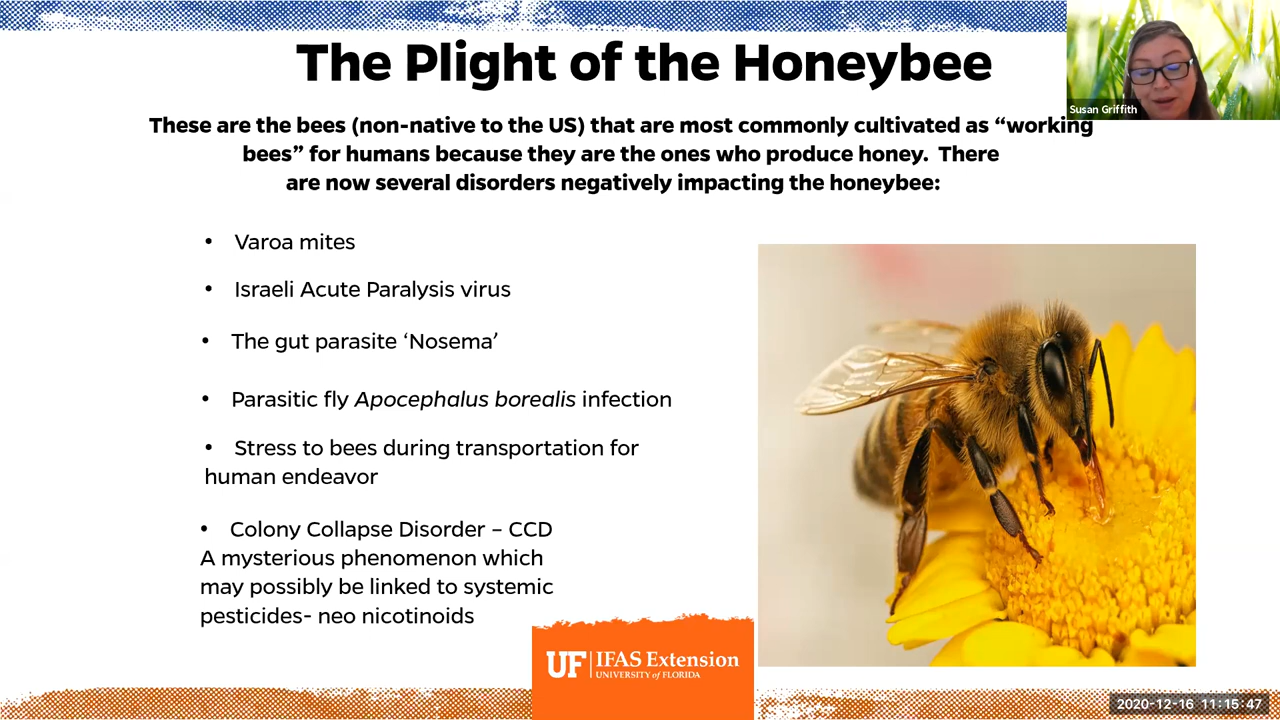 The Plight of the Honeybee
Susan Griffith
These are the bees (non-native to the US) that are most commonly cultivated as “working
bees” for humans because they are the ones who produce honey.  There
are now several disorders negatively impacting the honeybee:
• Varoa mites
• Israeli Acute Paralysis virus
• The gut parasite ‘Nosema’
• Parasitic fly Apocephalus borealis infection
• Stress to bees during transportation for
human endeavor
• Colony Collapse Disorder – CCD
A mysterious phenomenon which
may possibly be linked to systemic
pesticides- neo nicotinoids
UF | IFAS Extension
UNIVERSITY of FLORIDA
2020-12-16 11:15:47